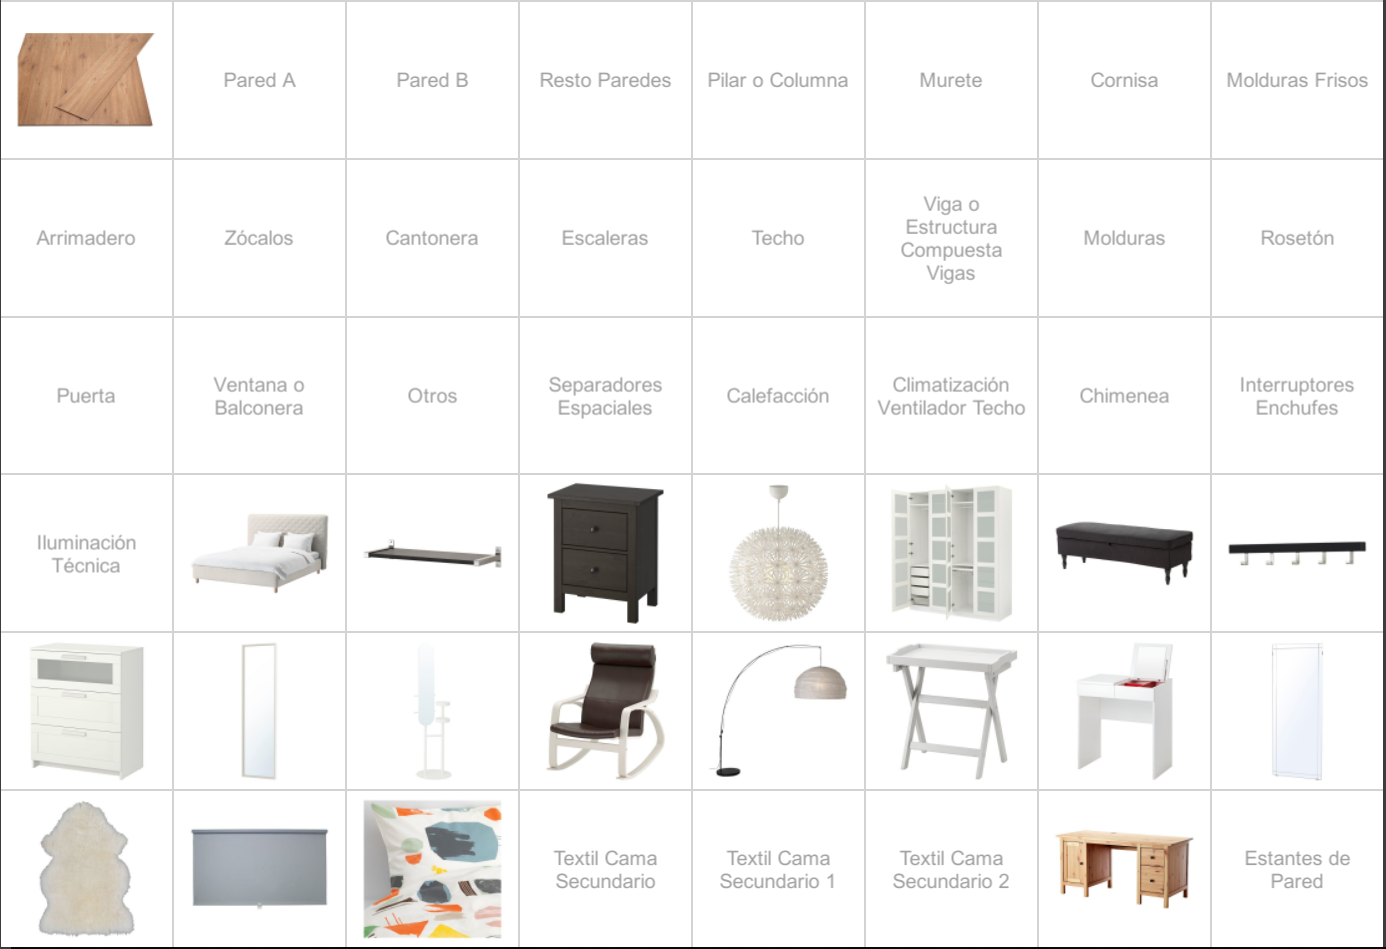 Pared A
Pared B
Resto Paredes
Pilar o Columna
Murete
Cornisa
Molduras Frisos
Arrimadero
Zócalos
Cantonera
Escaleras
Techo
Viga o
Estructura
Compuesta
Vigas
Molduras
Rosetón
Puerta
Ventana o
Balconera
Otros
Separadores
Espaciales
Calefacción
Climatización
Ventilador Techo
Chimenea
Interruptores
Enchufes
Iluminación
Técnica
Textil Cama
Secundario
Textil Cama
Secundario 1
Textil Cama
Secundario 2
Estantes de
Pared